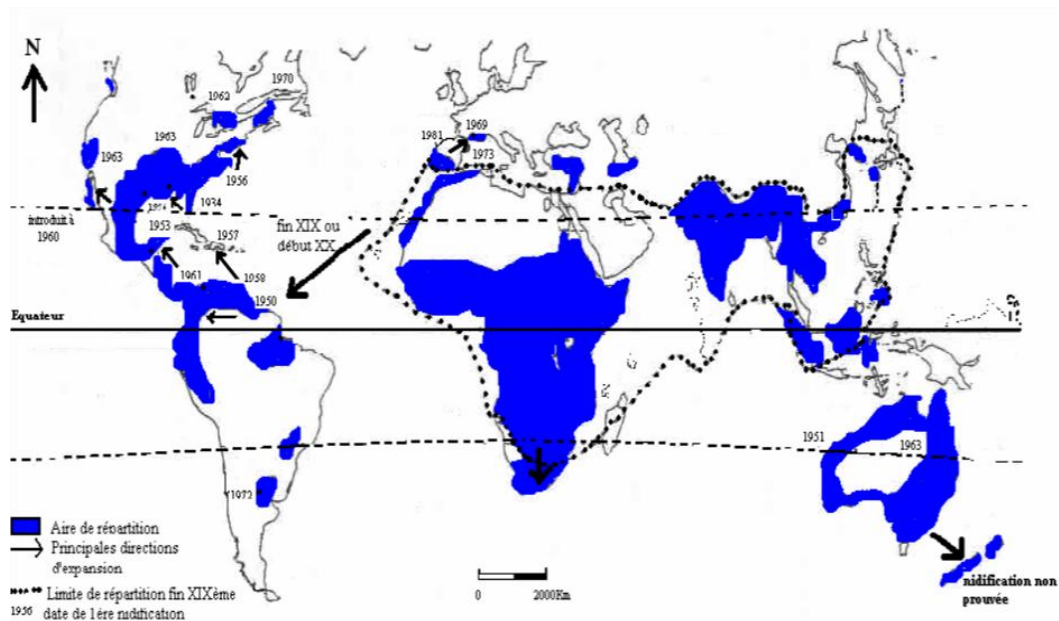 N
1970
1962
1963
1963
1956
1934
introduit à
1960
1953
1957
1961
1958
1950
1972
fin XIX ou
début XX
1981
1969
1973
Equateur
1951
1963
nidification non
prouvée
Aire de répartition
Principales directions
d'expansion
Limite de répartition fin XIXème
1956 date de 1ére nidification
0 2000Km